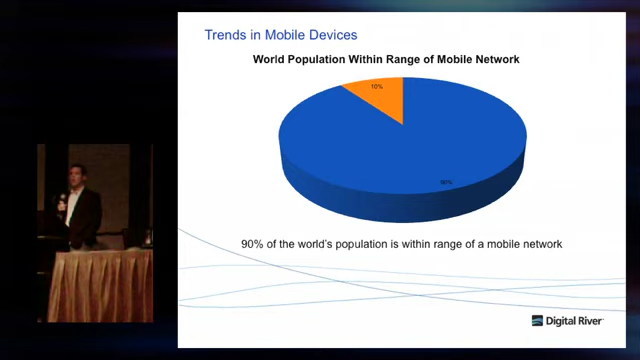 Trends in Mobile Devices
World Population Within Range of Mobile Network
10%
90%
90% of the world's population is within range of a mobile network
Digital River